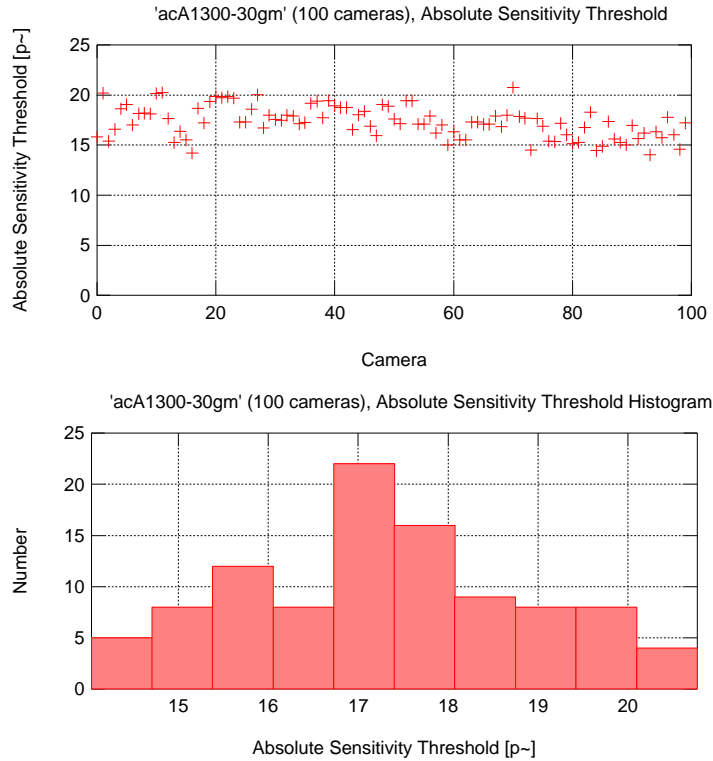 'acA1300-30gm' (100 cameras), Absolute Sensitivity Threshold
Absolute Sensitivity Threshold [p~]
25
20
15
10
5
0
0 20 40 60 80 100
Camera
'acA1300-30gm' (100 cameras), Absolute Sensitivity Threshold Histogram
Number
25
20
15
10
5
0
15 16 17 18 19 20
Absolute Sensitivity Threshold [p~]